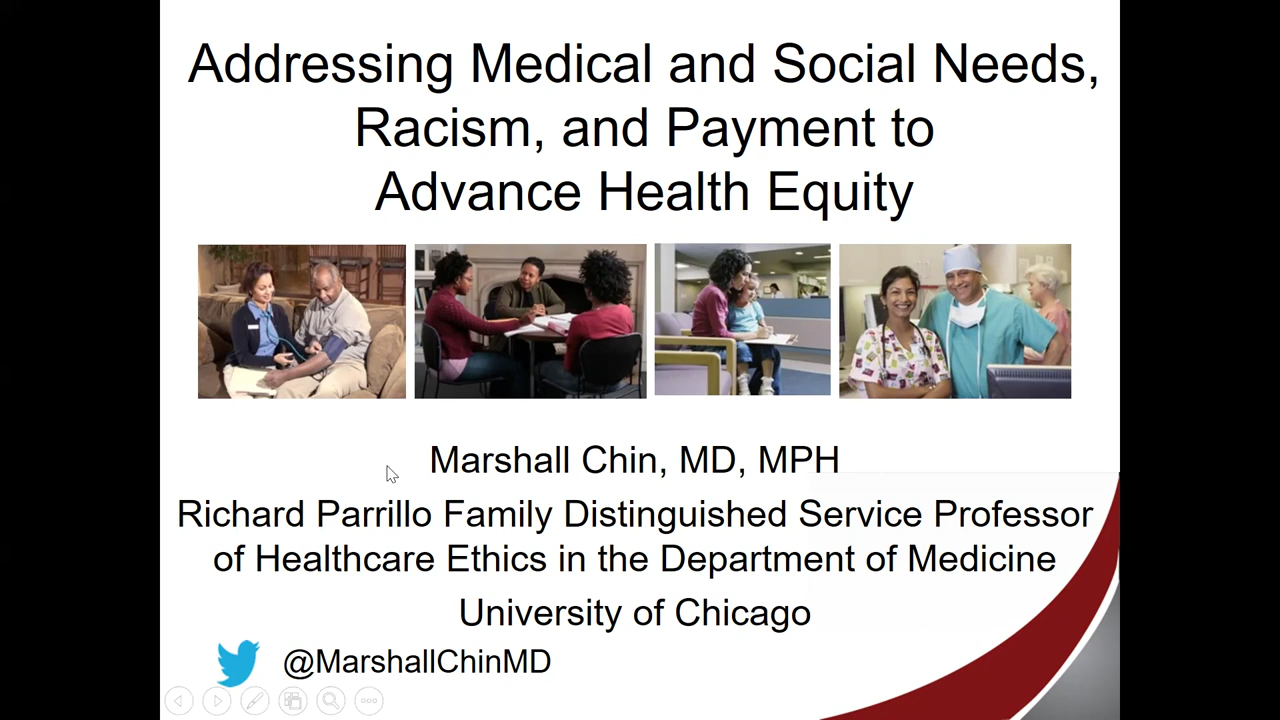 Addressing Medical and Social Needs,
Racism, and Payment to
Advance Health Equity
Marshall Chin, MD, MPH
Richard Parrillo Family Distinguished Service Professor
of Healthcare Ethics in the Department of Medicine
University of Chicago
@MarshallChinMD